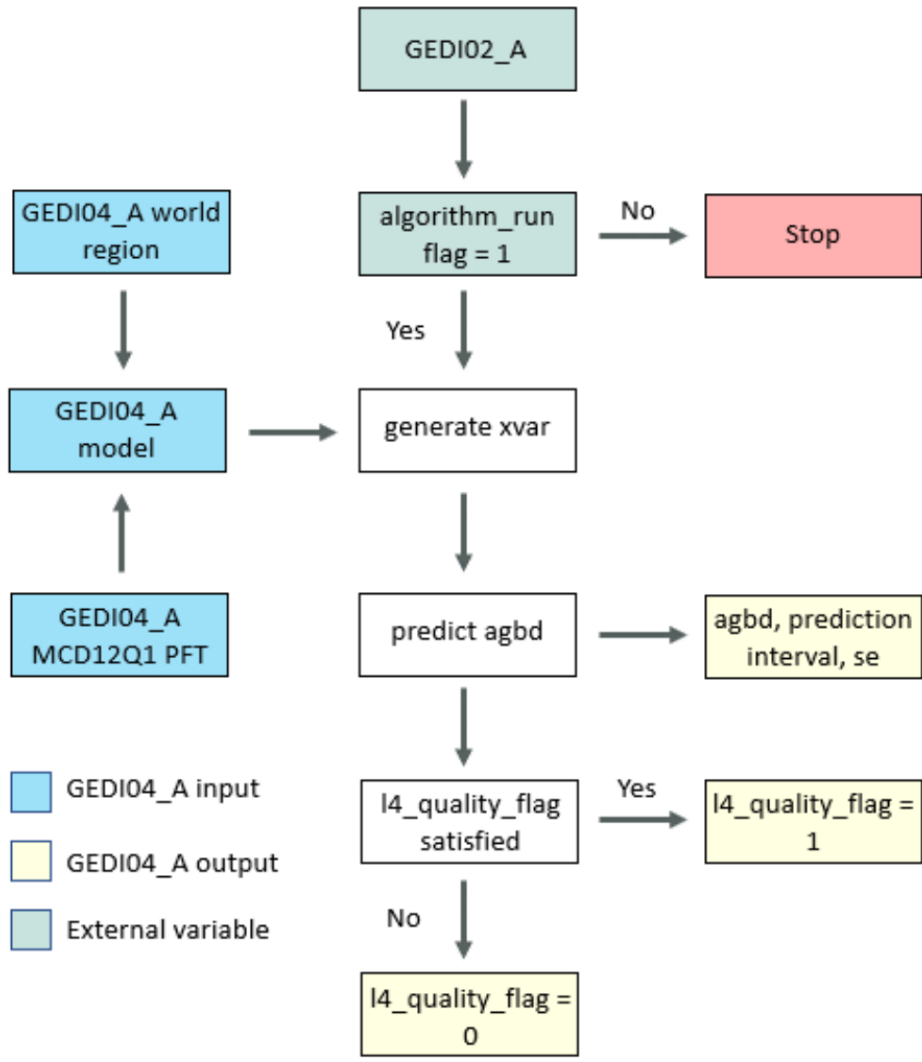 GEDI02_A
GEDI04_A world
region
algorithm_run
flag = 1
No
Stop
Yes
GEDI04_A
model
generate xvar
GEDI04_A
MCD12Q1 PFT
predict agbd
agbd, prediction
interval, se
GEDI04_A input
GEDI04_A output
External variable
l4_quality_flag
satisfied
Yes
l4_quality_flag =
1
No
l4_quality_flag =
0